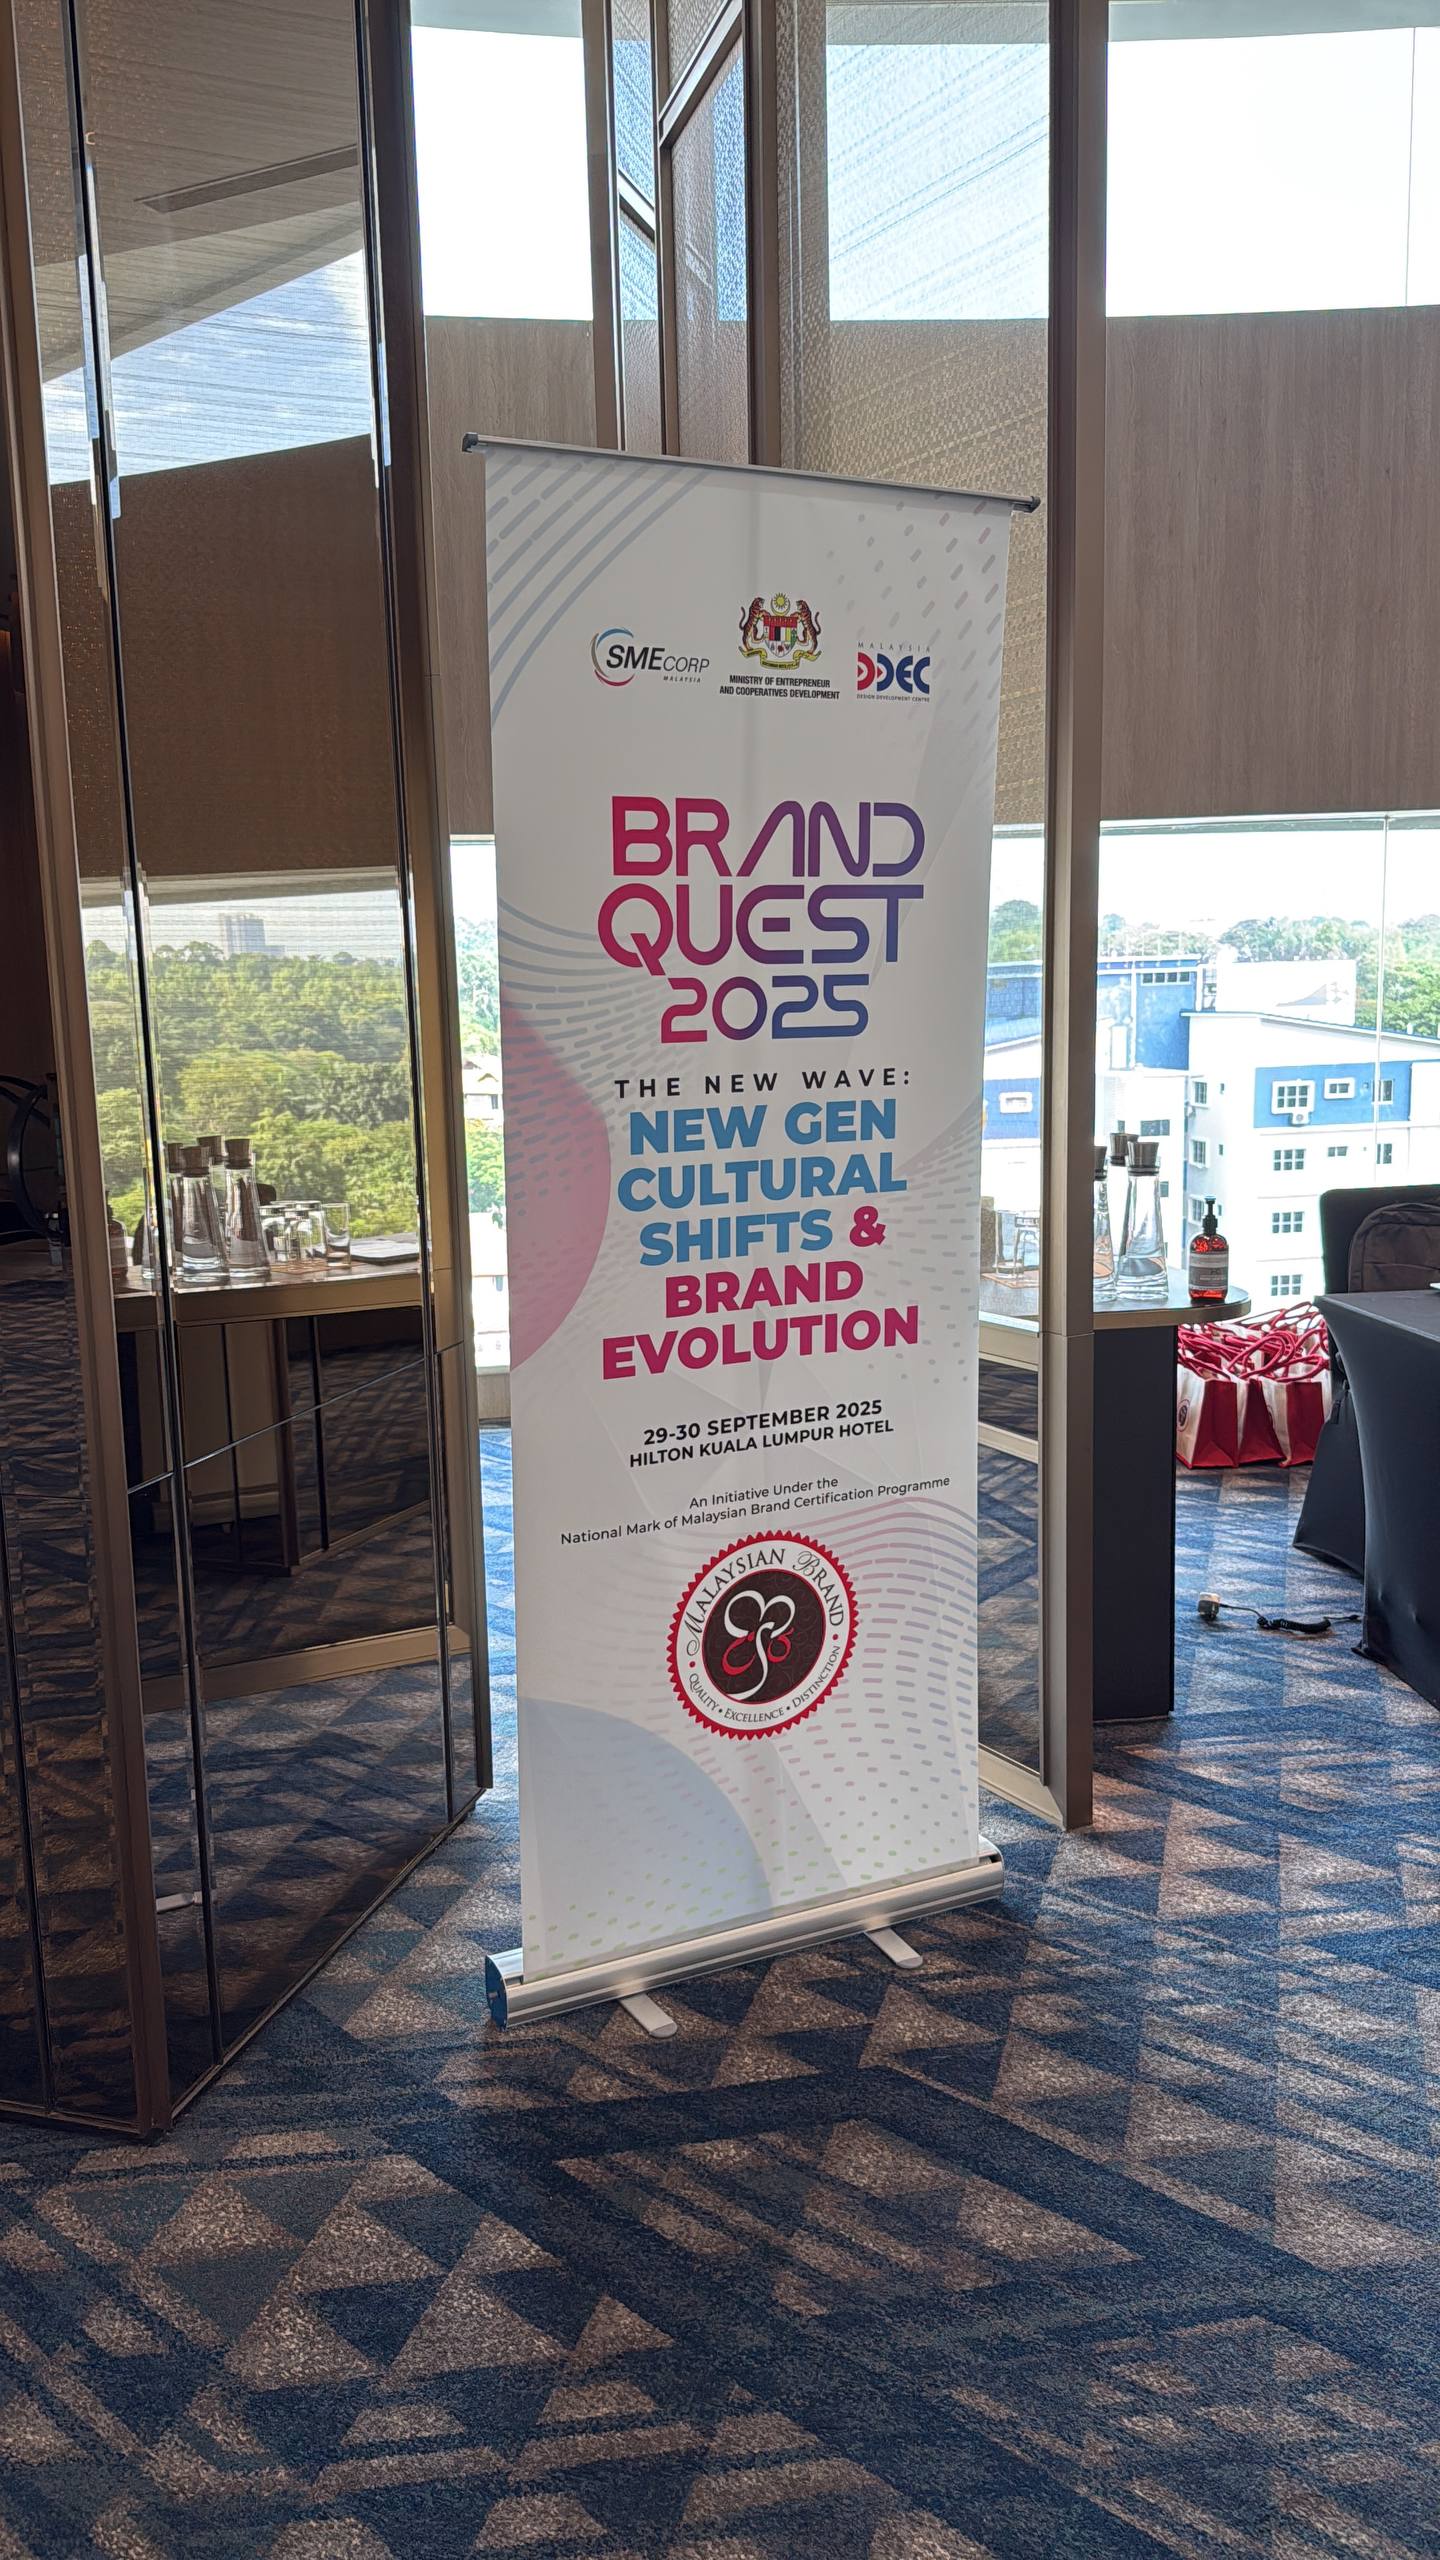 SMECORP
MALAYSIA
MINISTRY OF ENTREPRENEUR
AND COOPERATIVES DEVELOPMENT
MALAYSIA
DDEC
DESIGN DEVELOPMENT CENTRE
BRAND
QUEST
2025
THE NEW WAVE:
NEW GEN
CULTURAL
SHIFTS &
BRAND
EVOLUTION
29-30 SEPTEMBER 2025
HILTON KUALA LUMPUR HOTEL
An Initiative Under the
National Mark of Malaysian Brand Certification Programme
MALAYSIAN BRAND
QUALITY • EXCELLENCE • DISTINCTION